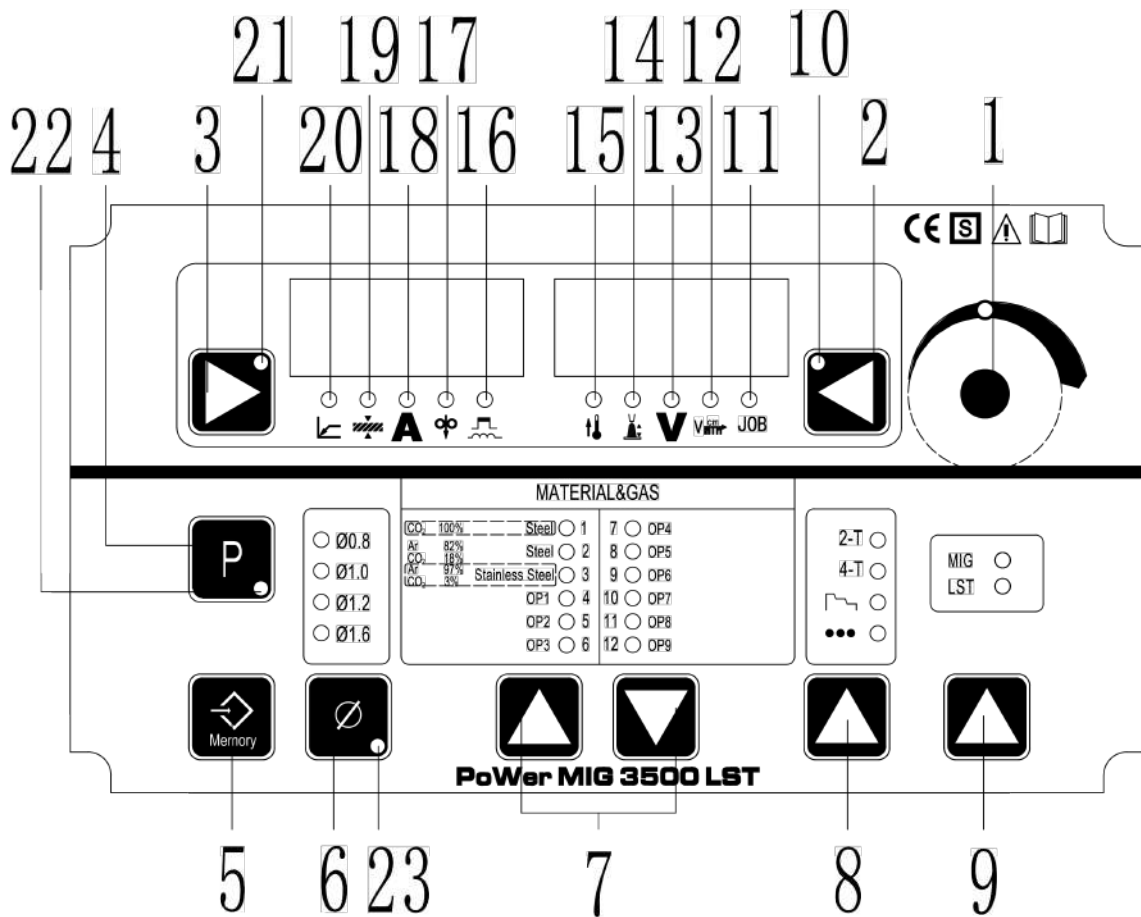 21 19 17 14 12 10
22 4 3 20 18 16 15 13 11 2 1
CE S
A V V cm JOB
MATERIAL&GAS
CO₂ 100% Steel 1 7 OP4
Ar 82%
CO₂ 18% Steel 2 8 OP5
Ar 97%
CO₂ 3% Stainless Steel 3 9 OP6
OP1 4 10 OP7
OP2 5 11 OP8
OP3 6 12 OP9
P
Ø0.8
Ø1.0
Ø1.2
Ø1.6
2-T
4-T
MIG
LST
Mernory
Ø
PoWer MIG 3500 LST
5 6 23 7 8 9